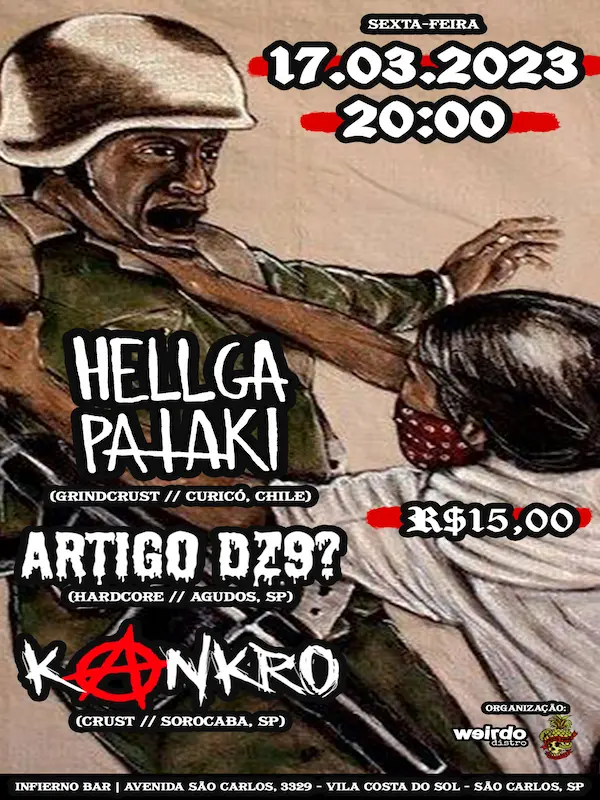 SEXTA-FEIRA
17.03.2023
20:00
HELLGA
PATAKI
(GRINDCRUST // CURICÓ, CHILE)
R$15,00
ARTIGO DZ9?
(HARDCORE // AGUDOS, SP)
KANKRO
(CRUST // SOROCABA, SP)
ORGANIZAÇÃO:
weirdo
distro
INFIERNO BAR | AVENIDA SÃO CARLOS, 3329 - VILA COSTA DO SOL - SÃO CARLOS, SP